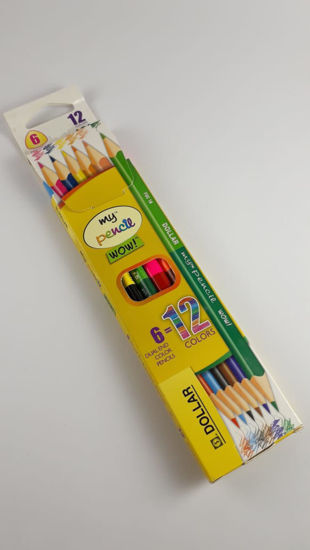 6
12
my
pencil
WOW!
DOLLAR
my pencil
WOW!
6=12
COLORS
DUAL END
COLOR
PENCILS
DOLLAR